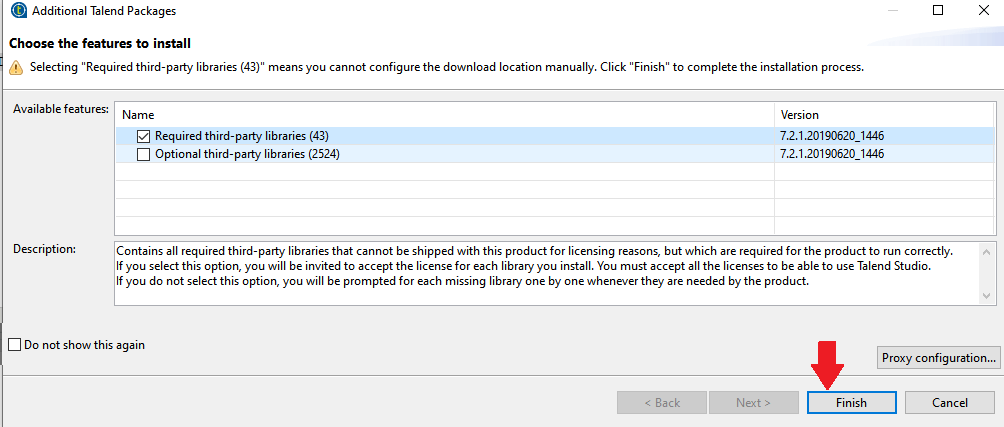 Additional Talend Packages
Choose the features to install
Selecting "Required third-party libraries (43)" means you cannot configure the download location manually. Click "Finish" to complete the installation process.
Available features:
Name Version
Required third-party libraries (43) 7.2.1.20190620_1446
Optional third-party libraries (2524) 7.2.1.20190620_1446
Description:
Contains all required third-party libraries that cannot be shipped with this product for licensing reasons, but which are required for the product to run correctly.
If you select this option, you will be invited to accept the license for each library you install. You must accept all the licenses to be able to use Talend Studio.
If you do not select this option, you will be prompted for each missing library one by one whenever they are needed by the product.
Do not show this again
Proxy configuration...
< Back Next > Finish Cancel